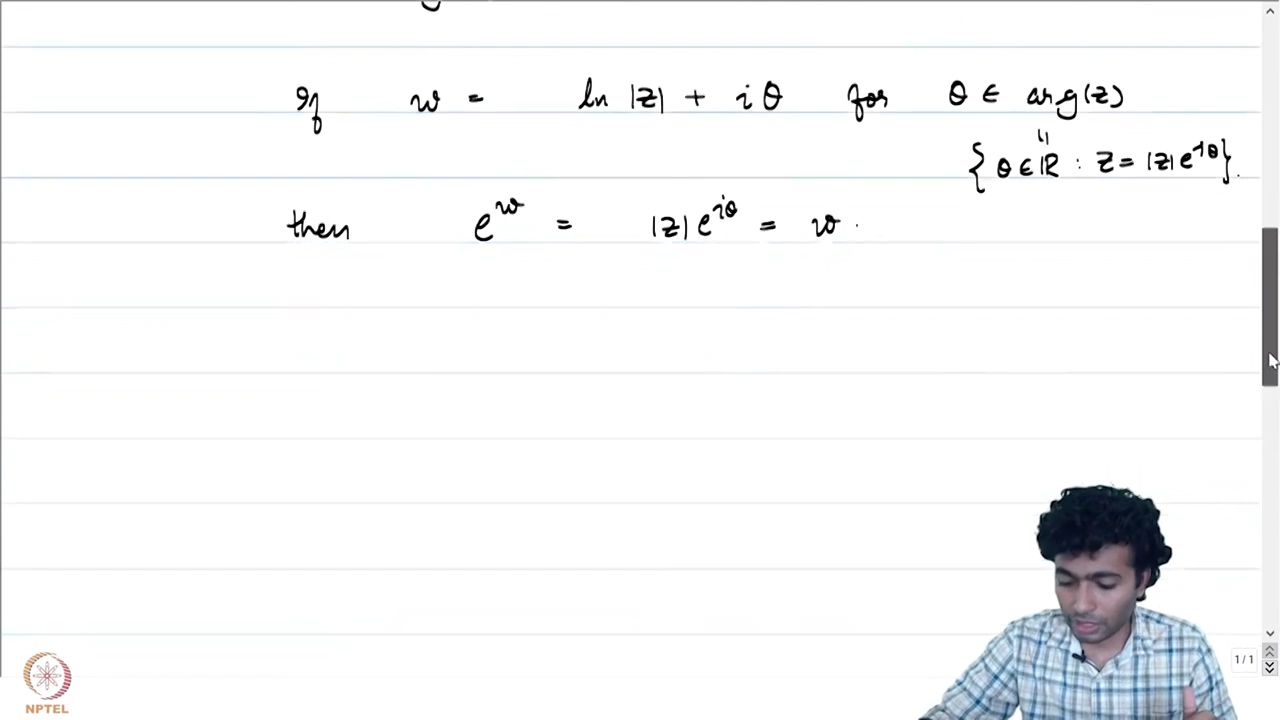 If w = ln |z| + iθ for θ ∈ arg(z)
"
{ θ ∈ ℝ : z = |z| e^{iθ} }.
then e^w = |z| e^{iθ} = w .
1 / 1
NPTEL